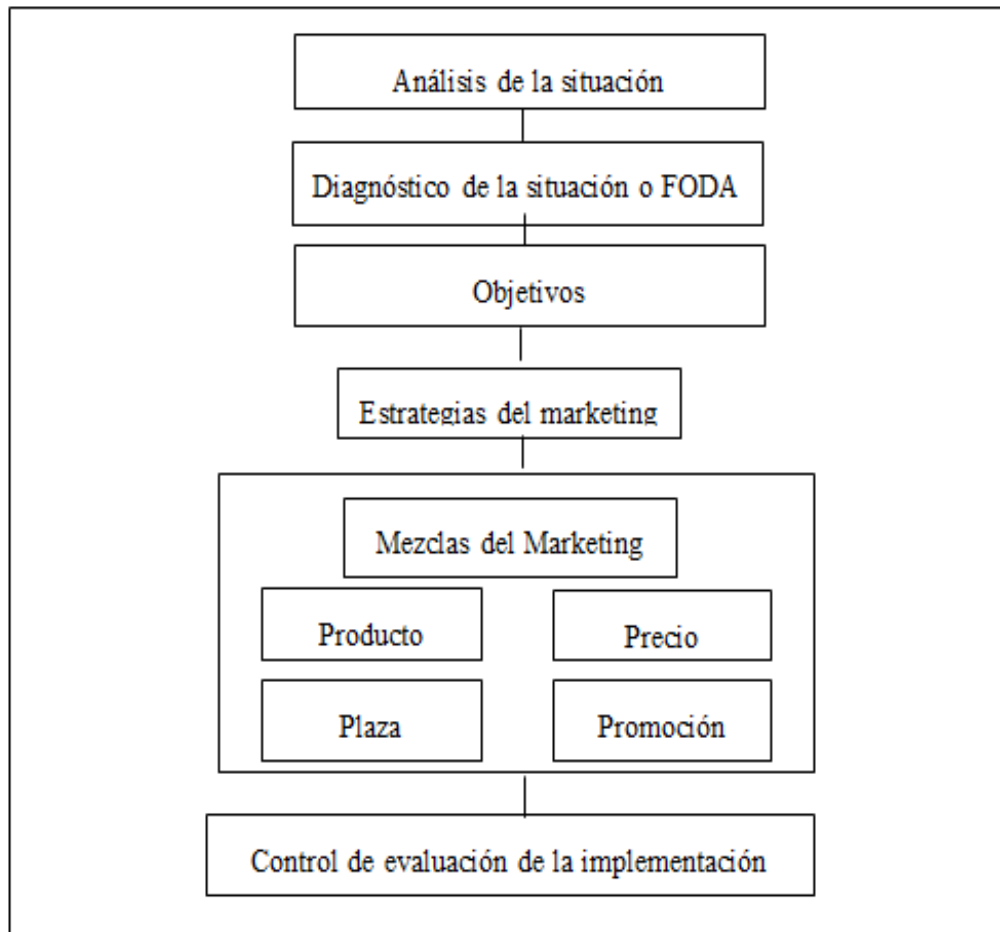 Análisis de la situación
Diagnóstico de la situación o FODA
Objetivos
Estrategias del marketing
Mezclas del Marketing
Producto
Precio
Plaza
Promoción
Control de evaluación de la implementación